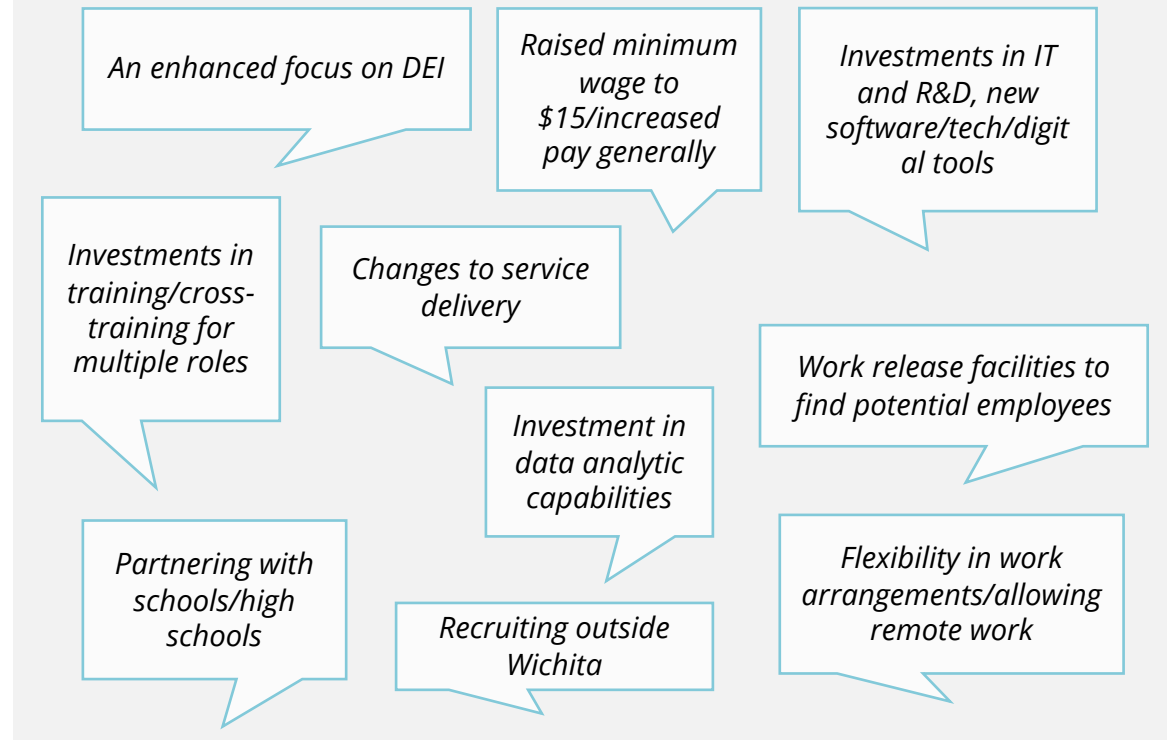 An enhanced focus on DEI
Raised minimum
wage to
$15/increased
pay generally
Investments in IT
and R&D, new
software/tech/digit
al tools
Investments in
training/cross-
training for
multiple roles
Changes to service
delivery
Work release facilities to
find potential employees
Investment in
data analytic
capabilities
Partnering with
schools/high
schools
Recruiting outside
Wichita
Flexibility in work
arrangements/allowing
remote work